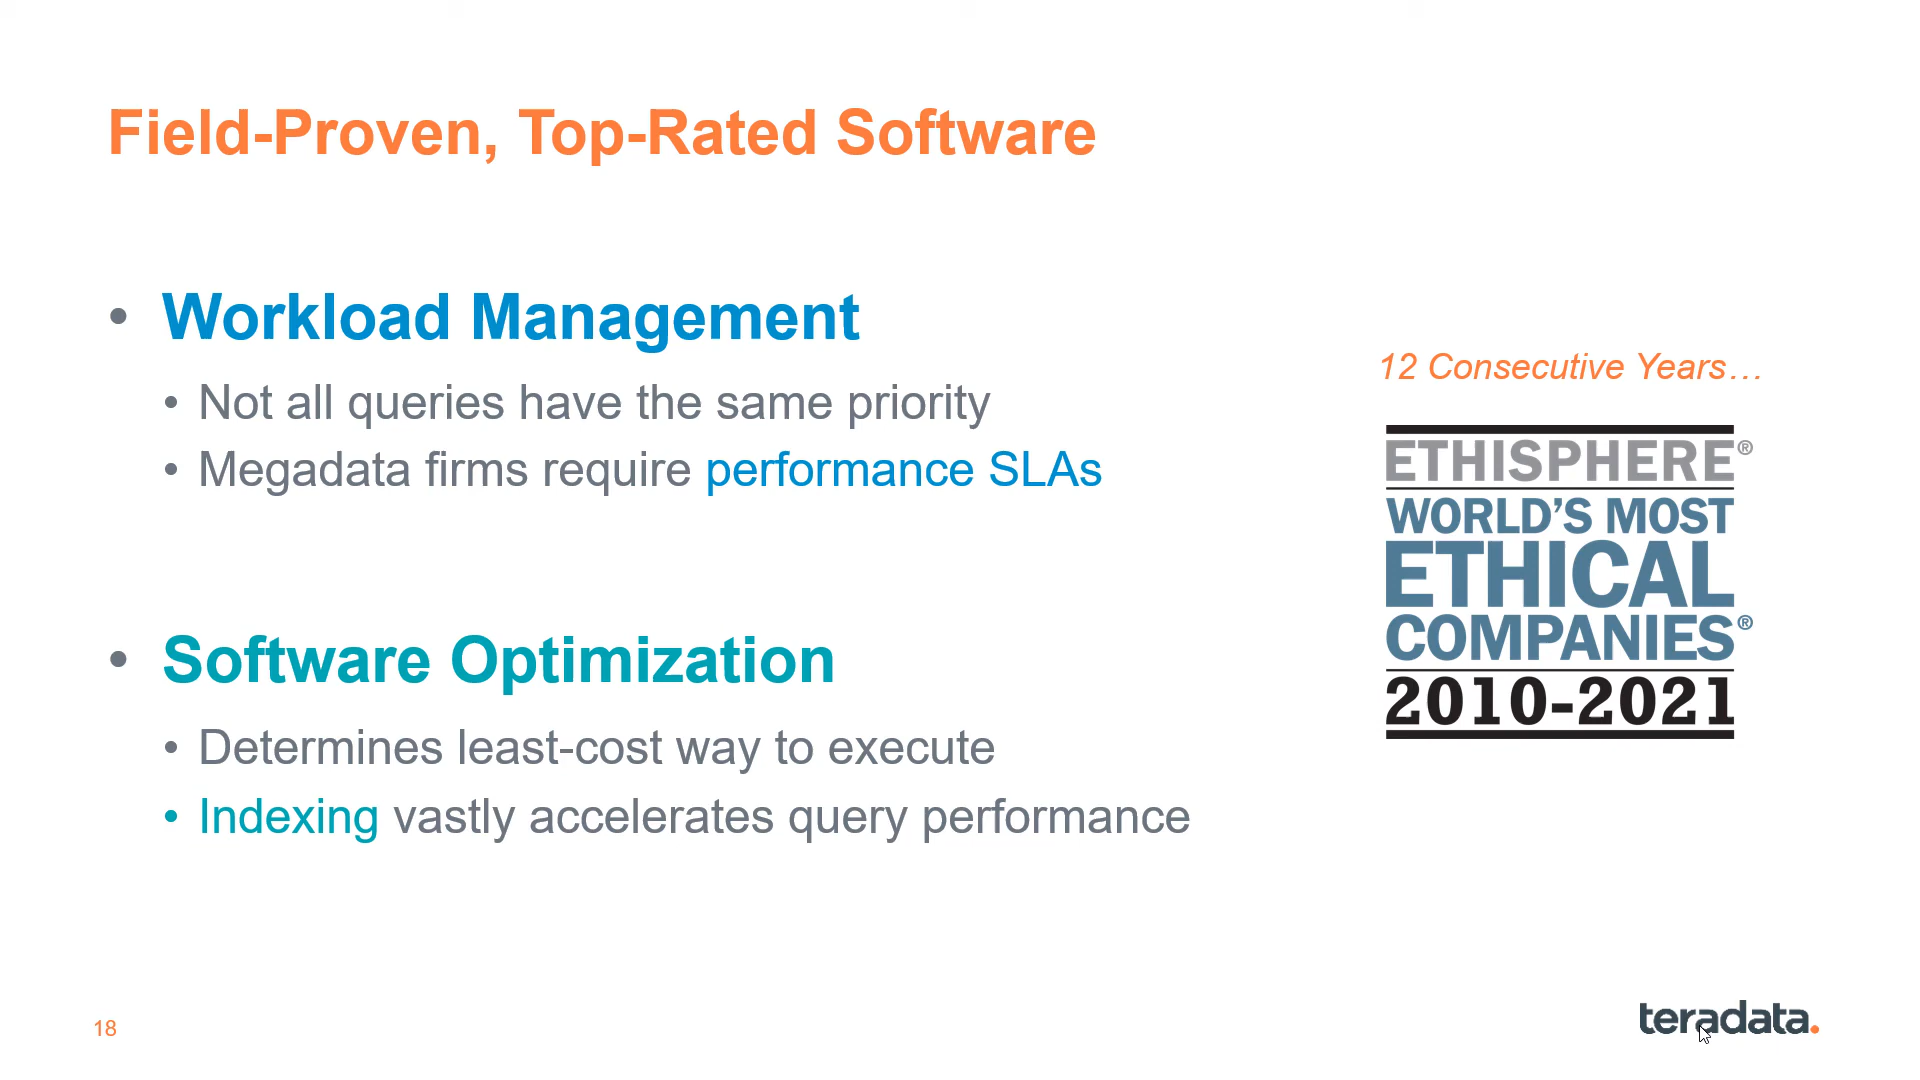 Field-Proven, Top-Rated Software
• Workload Management
• Not all queries have the same priority
• Megadata firms require performance SLAs
• Software Optimization
• Determines least-cost way to execute
• Indexing vastly accelerates query performance
12 Consecutive Years…
ETHISPHERE®
WORLD'S MOST
ETHICAL
COMPANIES®
2010-2021
18
teradata.